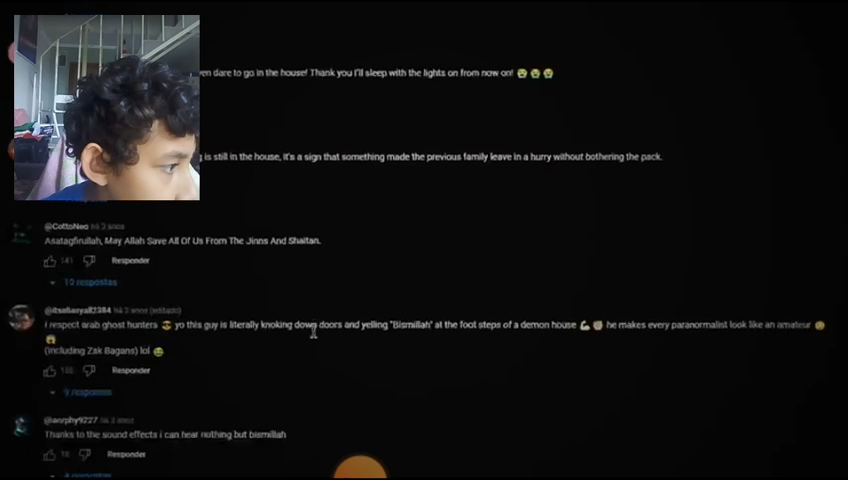 en dare to go in the house! Thank you I'll sleep with the lights on from now on! 😭 😭 😭
g is still in the house, it's a sign that something made the previous family leave in a hurry without bothering the pack.
@CottoNeo há 3 anos
Asatagfirullah, May Allah Save All Of Us From The Jinns And Shaitan.
141 Responder
10 respostas
há 3 anos (editado)
I respect arab ghost hunters 😎 yo this guy is literally knoking down doors and yelling "Bismillah" at the foot steps of a demon house 💪 ✊ he makes every paranormalist look like an amateur
(including Zak Bagans) lol 😂
Responder
9 respostas
há 3 anos
Thanks to the sound effects i can hear nothing but bismillah
Responder